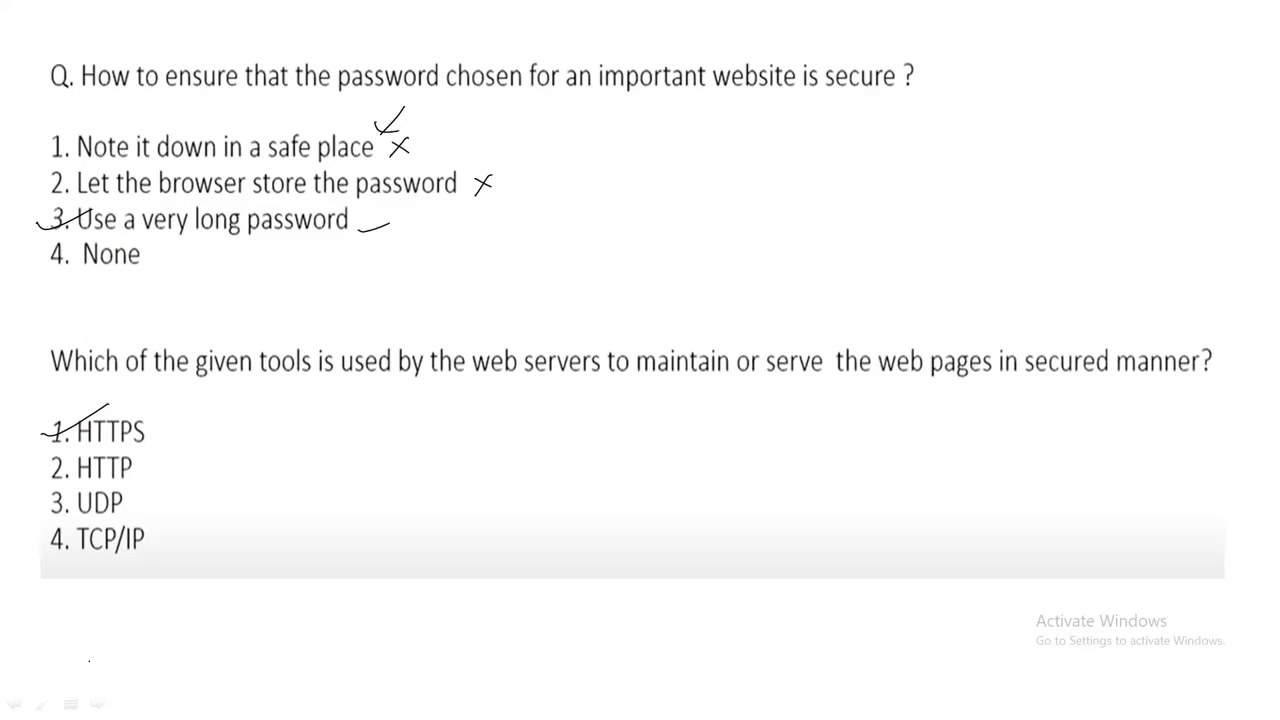 Q. How to ensure that the password chosen for an important website is secure ?
1. Note it down in a safe place
2. Let the browser store the password
3. Use a very long password
4. None
Which of the given tools is used by the web servers to maintain or serve the web pages in secured manner?
1. HTTPS
2. HTTP
3. UDP
4. TCP/IP
Activate Windows
Go to Settings to activate Windows.